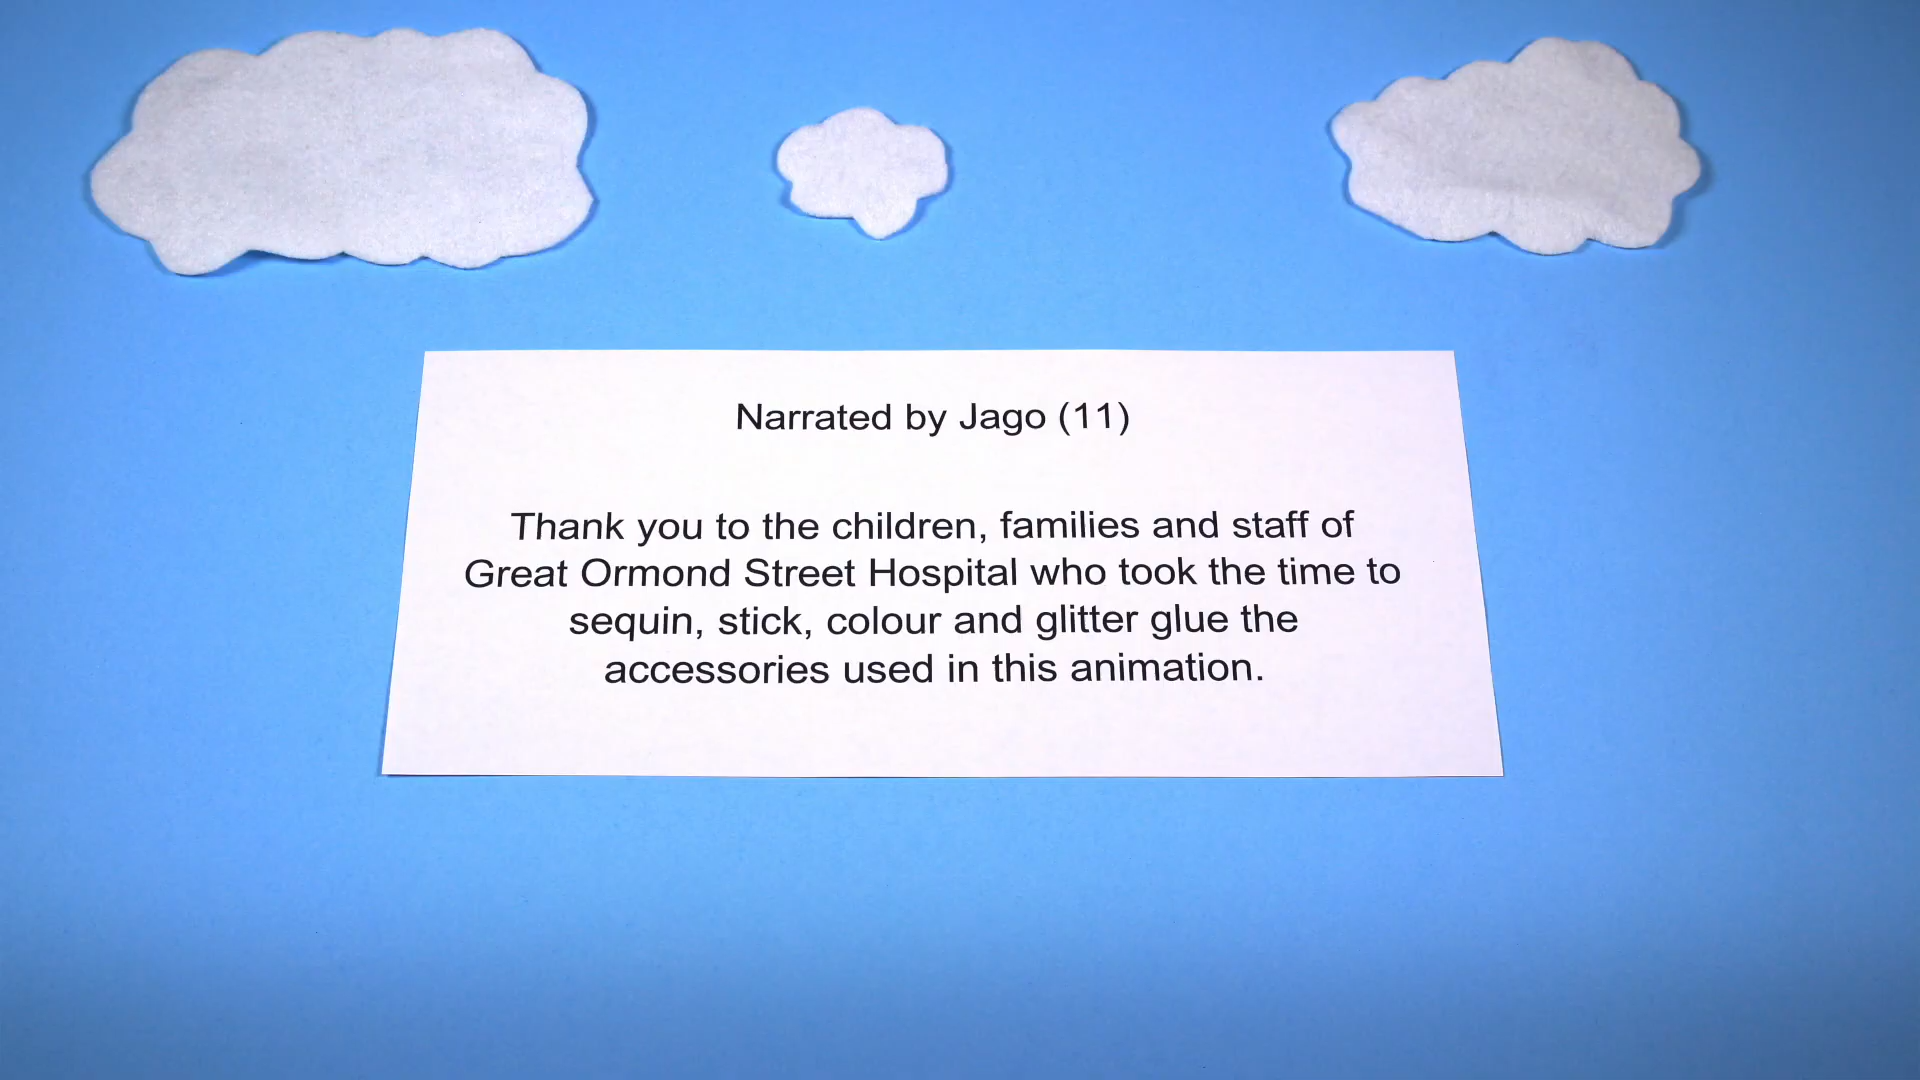 Narrated by Jago (11)
Thank you to the children, families and staff of
Great Ormond Street Hospital who took the time to
sequin, stick, colour and glitter glue the
accessories used in this animation.